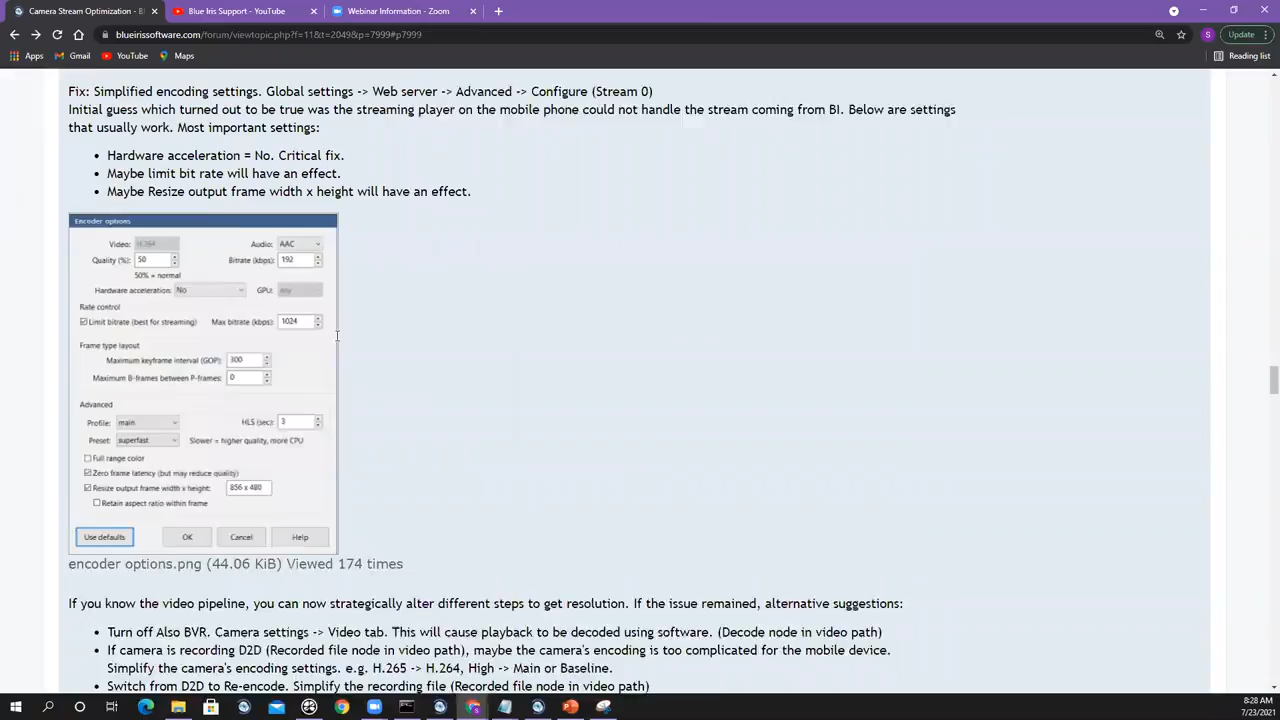 Camera Stream Optimization - Bl
Blue Iris Support - YouTube
Webinar Information - Zoom
blueirissoftware.com/forum/viewtopic.php?f=11&t=2049&p=7999#p7999
S
Update
Apps
Gmail
YouTube
Maps
Reading list
Fix: Simplified encoding settings. Global settings -> Web server -> Advanced -> Configure (Stream 0)
Initial guess which turned out to be true was the streaming player on the mobile phone could not handle the stream coming from BI. Below are settings
that usually work. Most important settings:
• Hardware acceleration = No. Critical fix.
• Maybe limit bit rate will have an effect.
• Maybe Resize output frame width x height will have an effect.
Encoder options
Video: H.264 Audio: AAC
Quality (%): 50 Bitrate (kbps): 192
50% = normal
Hardware acceleration: No GPU: any
Rate control
Limit bitrate (best for streaming) Max bitrate (kbps): 1024
Frame type layout
Maximum keyframe interval (GOP): 300
Maximum B-frames between P-frames: 0
Advanced
Profile: main HLS (sec): 3
Preset: superfast Slower = higher quality, more CPU
Full range color
Zero frame latency (but may reduce quality)
Resize output frame width x height: 856 x 480
Retain aspect ratio within frame
Use defaults OK Cancel Help
encoder options.png (44.06 KiB) Viewed 174 times
If you know the video pipeline, you can now strategically alter different steps to get resolution. If the issue remained, alternative suggestions:
• Turn off Also BVR. Camera settings -> Video tab. This will cause playback to be decoded using software. (Decode node in video path)
• If camera is recording D2D (Recorded file node in video path), maybe the camera's encoding is too complicated for the mobile device.
Simplify the camera's encoding settings. e.g. H.265 -> H.264, High -> Main or Baseline.
• Switch from D2D to Re-encode. Simplify the recording file (Recorded file node in video path)
8:28 AM
7/23/2021